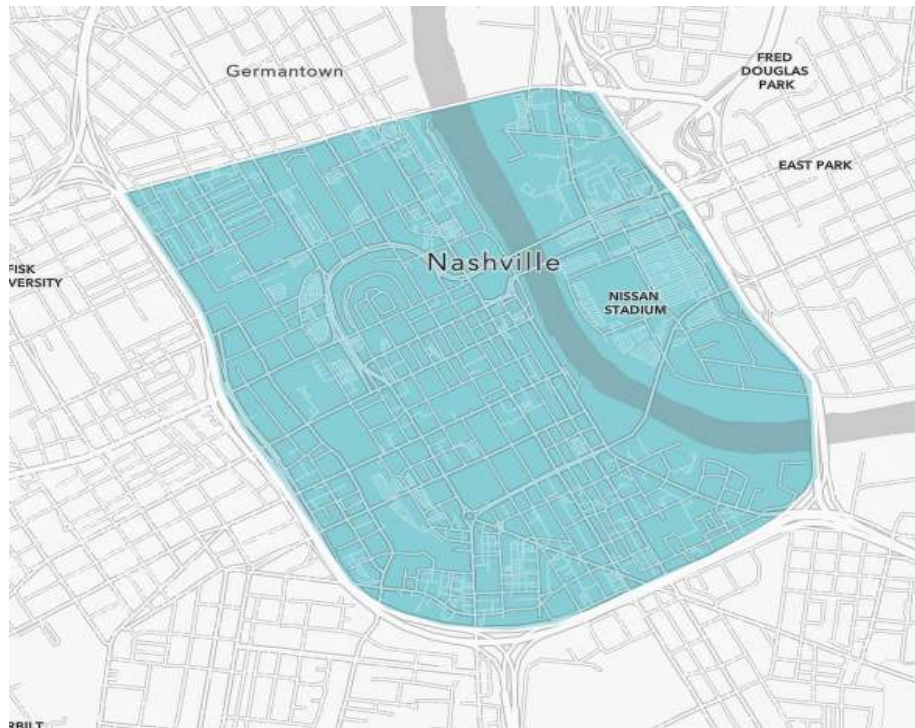 Germantown
FRED
DOUGLAS
PARK
EAST PARK
FISK
VERSITY
Nashville
NISSAN
STADIUM
RBILT